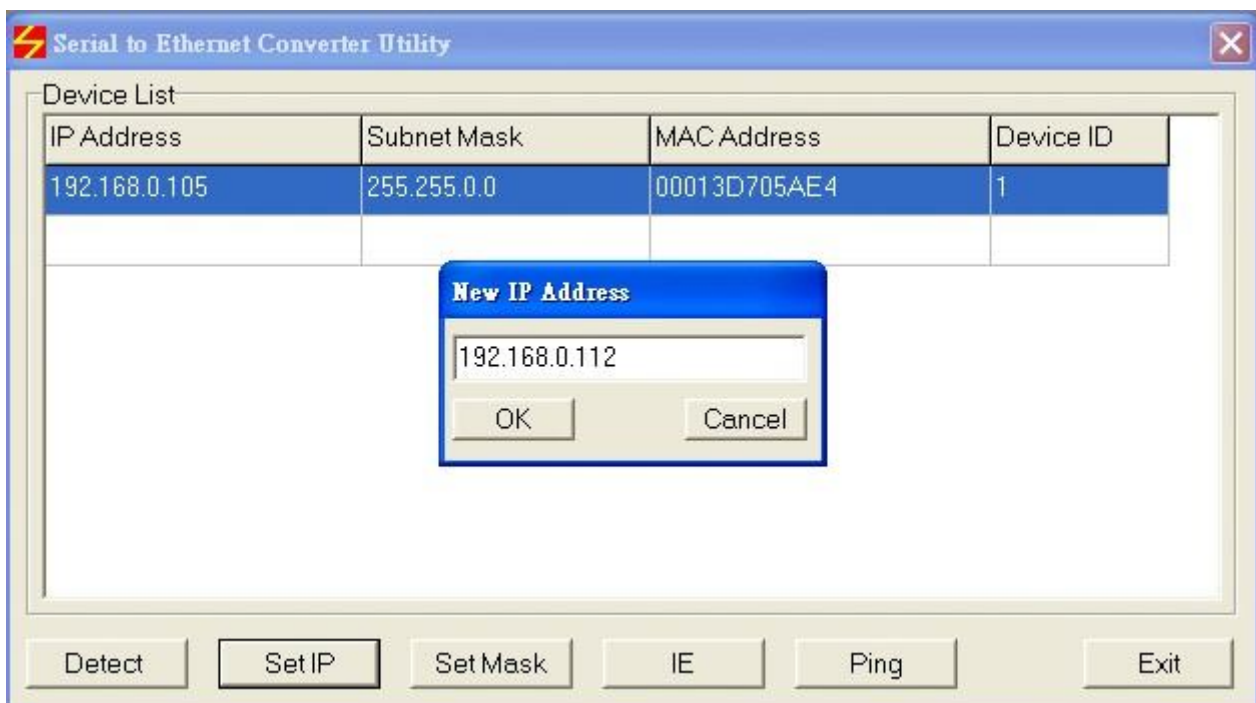 Serial to Ethernet Converter Utility
Device List
IP Address Subnet Mask MAC Address Device ID
192.168.0.105 255.255.0.0 00013D705AE4 1
New IP Address
192.168.0.112
OK Cancel
Detect Set IP Set Mask IE Ping Exit